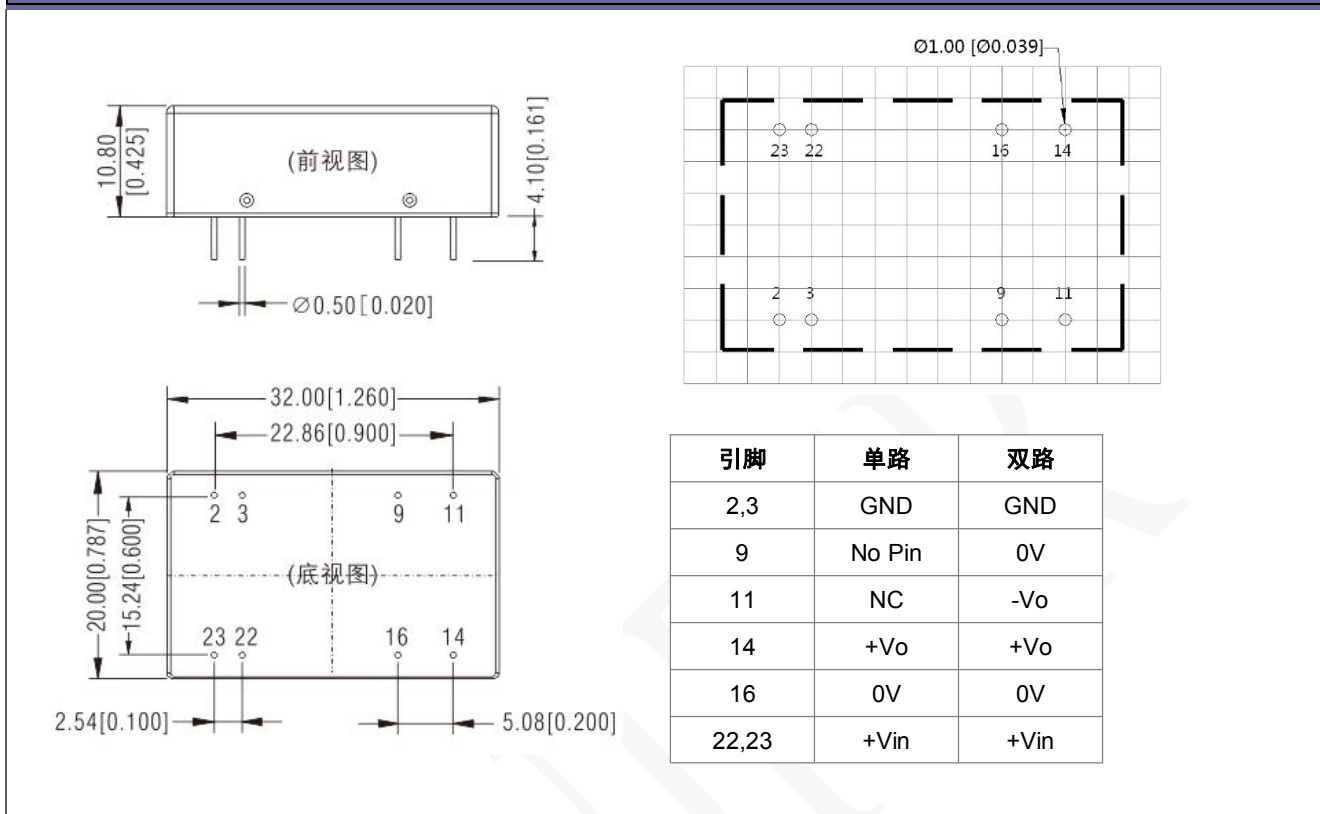 10.80
[0.425]
(前视图)
4.10[0.161]
Ø0.50[0.020]
Ø1.00 [Ø0.039]
23 22 16 14
2 3 9 11
32.00[1.260]
22.86[0.900]
20.00[0.787]
15.24[0.600]
2 3 9 11
(底视图)
23 22 16 14
2.54[0.100]
5.08[0.200]
引脚 单路 双路
2,3 GND GND
9 No Pin 0V
11 NC -Vo
14 +Vo +Vo
16 0V 0V
22,23 +Vin +Vin